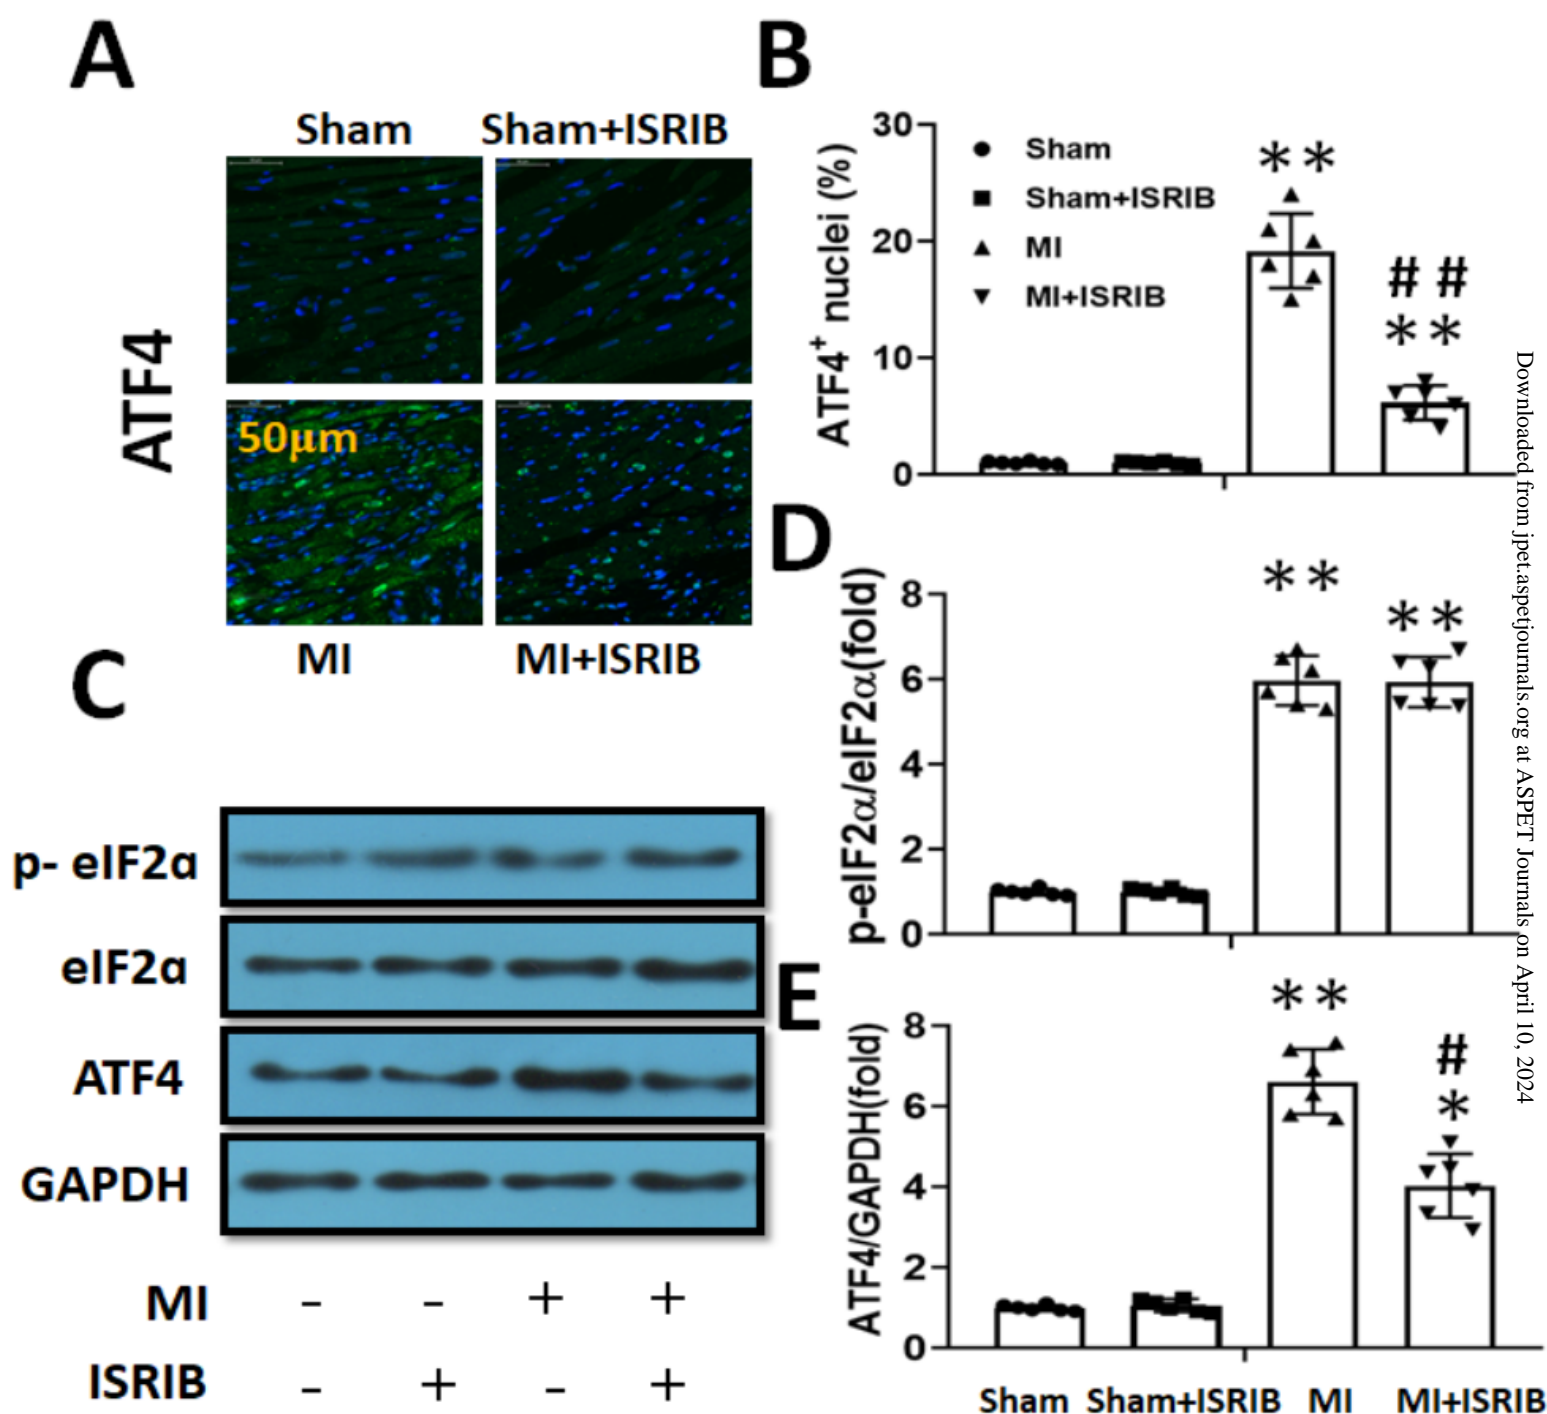 A
Sham Sham+ISRIB
ATF4
50μm
MI MI+ISRIB
B
ATF4+ nuclei (%)
30
20
10
0
Sham
Sham+ISRIB
MI
MI+ISRIB
* *
# #
* *
C
p- eIF2α
eIF2α
ATF4
GAPDH
MI - - + +
ISRIB - + - +
D
p-eIF2α/eIF2α(fold)
8
6
4
2
0
* *
* *
E
ATF4/GAPDH(fold)
8
6
4
2
0
* *
#
*
Sham Sham+ISRIB MI MI+ISRIB
Downloaded from jpet.aspetjournals.org at ASPET Journals on April 10, 2024